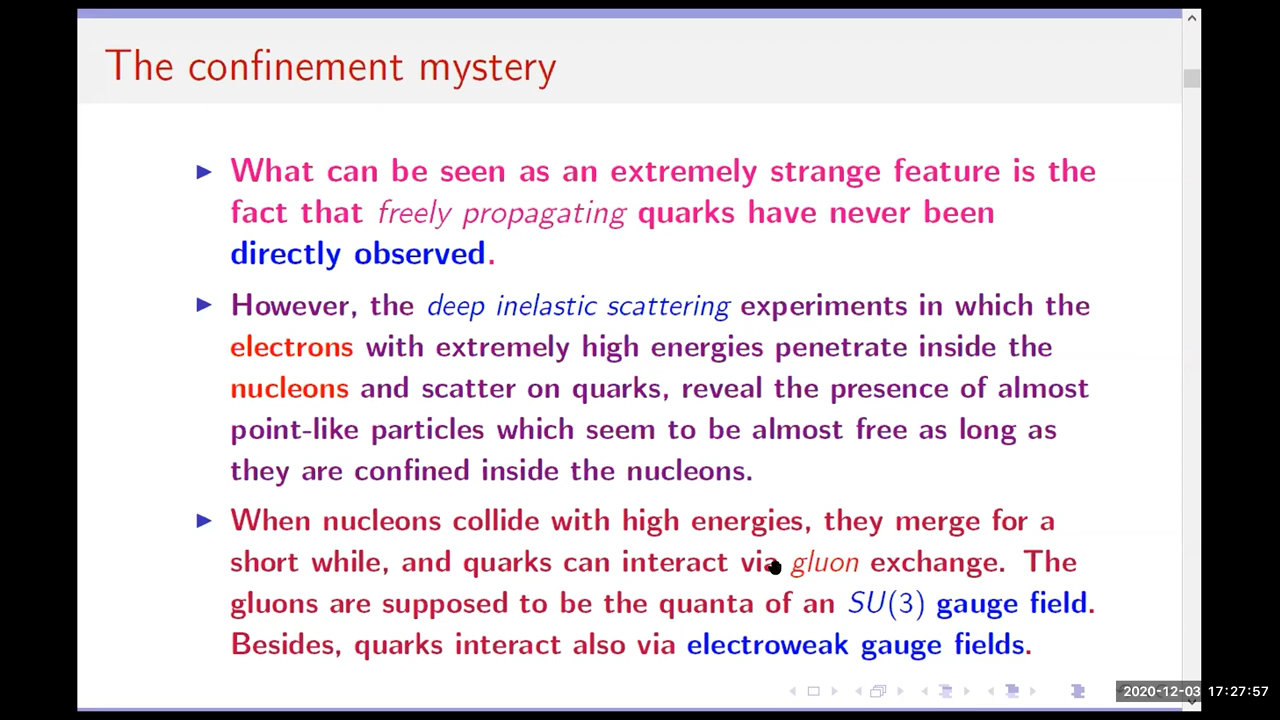 The confinement mystery
What can be seen as an extremely strange feature is the
fact that freely propagating quarks have never been
directly observed.
However, the deep inelastic scattering experiments in which the
electrons with extremely high energies penetrate inside the
nucleons and scatter on quarks, reveal the presence of almost
point-like particles which seem to be almost free as long as
they are confined inside the nucleons.
When nucleons collide with high energies, they merge for a
short while, and quarks can interact via gluon exchange. The
gluons are supposed to be the quanta of an SU(3) gauge field.
Besides, quarks interact also via electroweak gauge fields.
2020-12-03 17:27:57